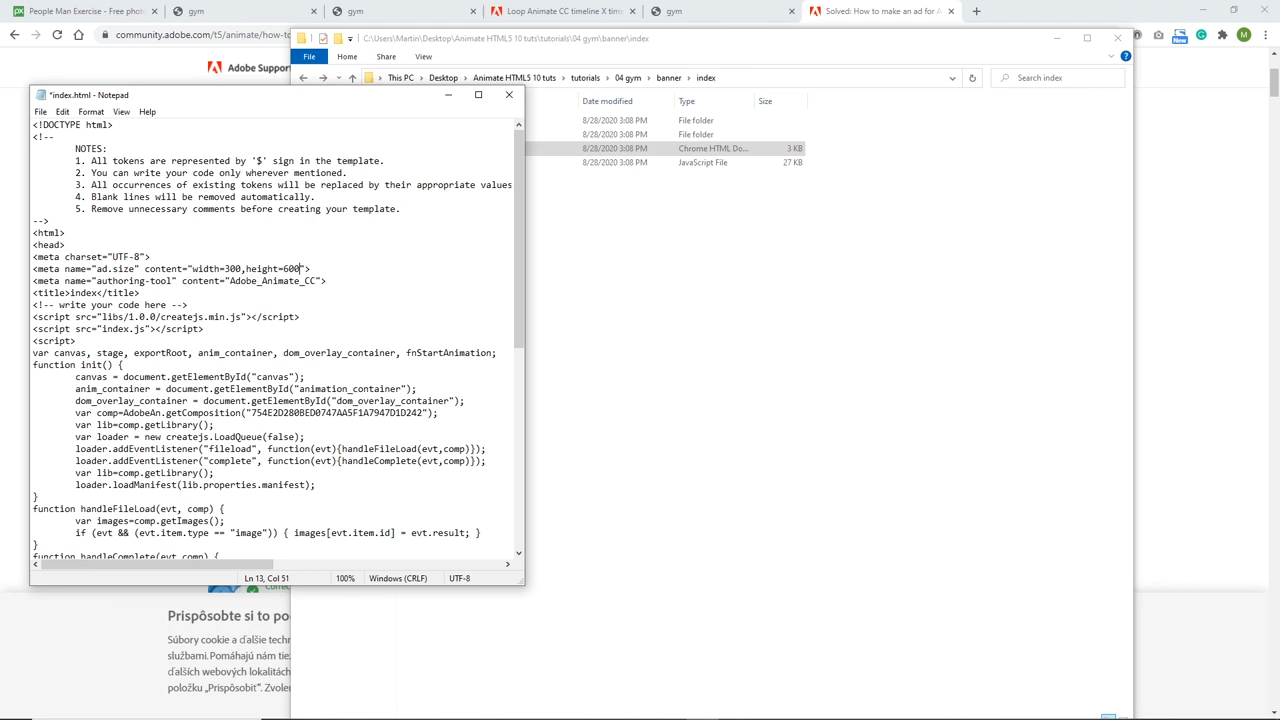 People Man Exercise - Free phot
gym
gym
Loop Animate CC timeline X time
gym
Solved: How to make an ad for A
community.adobe.com/t5/animate/how-to
C:\Users\Martin\Desktop\Animate HTML5 10 tuts\tutorials\04 gym\banner\index
New
M
File
Home
Share
View
Adobe Support
This PC
Desktop
Animate HTML5 10 tuts
tutorials
04 gym
banner
index
Search index
Date modified
Type
Size
8/28/2020 3:08 PM
File folder
8/28/2020 3:08 PM
File folder
8/28/2020 3:08 PM
Chrome HTML Do...
3 KB
8/28/2020 3:08 PM
JavaScript File
27 KB
*index.html - Notepad
File
Edit
Format
View
Help
<!DOCTYPE html>
<!--
NOTES:
1. All tokens are represented by '$' sign in the template.
2. You can write your code only wherever mentioned.
3. All occurrences of existing tokens will be replaced by their appropriate values
4. Blank lines will be removed automatically.
5. Remove unnecessary comments before creating your template.
-->
<html>
<head>
<meta charset="UTF-8">
<meta name="ad.size" content="width=300,height=600">
<meta name="authoring-tool" content="Adobe_Animate_CC">
<title>index</title>
<!-- write your code here -->
<script src="libs/1.0.0/createjs.min.js"></script>
<script src="index.js"></script>
<script>
var canvas, stage, exportRoot, anim_container, dom_overlay_container, fnStartAnimation;
function init() {
canvas = document.getElementById("canvas");
anim_container = document.getElementById("animation_container");
dom_overlay_container = document.getElementById("dom_overlay_container");
var comp=AdobeAn.getComposition("754E2D280BED0747AA5F1A7947D1D242");
var lib=comp.getLibrary();
var loader = new createjs.LoadQueue(false);
loader.addEventListener("fileload", function(evt){handleFileLoad(evt,comp)});
loader.addEventListener("complete", function(evt){handleComplete(evt,comp)});
var lib=comp.getLibrary();
loader.loadManifest(lib.properties.manifest);
}
function handleFileLoad(evt, comp) {
var images=comp.getImages();
if (evt && (evt.item.type == "image")) { images[evt.item.id] = evt.result; }
}
function handleComplete(evt,comp) {
Ln 13, Col 51
100%
Windows (CRLF)
UTF-8
Prispôsobte si to po
Súbory cookie a ďalšie techn
službami. Pomáhajú nám tiež
ďalších webových lokalitách
položku „Prispôsobiť“. Zvolen